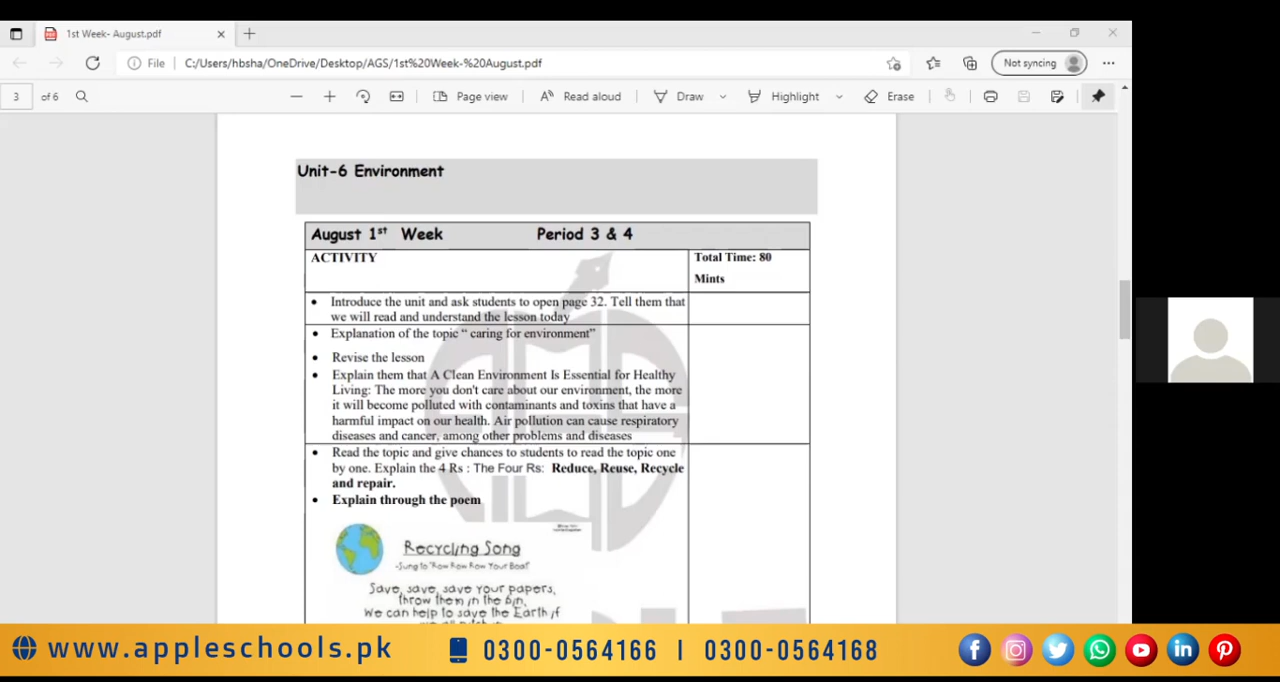 1st Week- August.pdf
File
C:/Users/hbsha/OneDrive/Desktop/AGS/1st%20Week-%20August.pdf
Not syncing
3 of 6
Page view
Read aloud
Draw
Highlight
Erase
Unit-6 Environment
August 1st Week Period 3 & 4
ACTIVITY
Total Time: 80
Mints
• Introduce the unit and ask students to open page 32. Tell them that
we will read and understand the lesson today
• Explanation of the topic “ caring for environment”
• Revise the lesson
• Explain them that A Clean Environment Is Essential for Healthy
Living: The more you don't care about our environment, the more
it will become polluted with contaminants and toxins that have a
harmful impact on our health. Air pollution can cause respiratory
diseases and cancer, among other problems and diseases
• Read the topic and give chances to students to read the topic one
by one. Explain the 4 Rs : The Four Rs: Reduce, Reuse, Recycle
and repair.
• Explain through the poem
Recycling Song
-Sung to "Row Row Row Your Boat"
Save, save, save your papers,
throw them in the bin,
We can help to save the Earth if
www.appleschools.pk
0300-0564166 | 0300-0564168